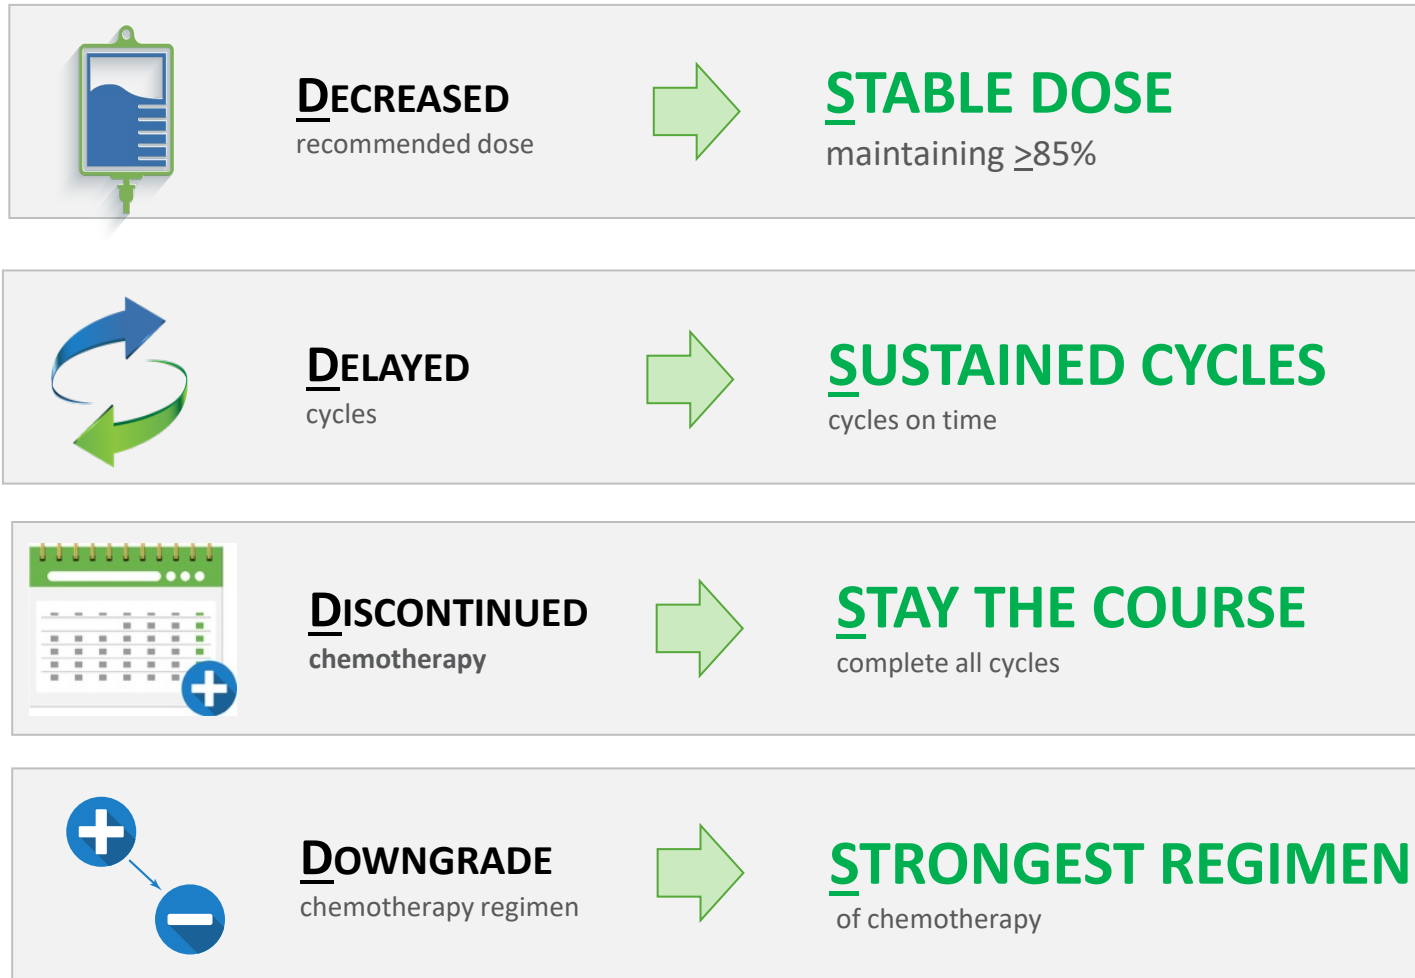 DECREASED
recommended dose
STABLE DOSE
maintaining ≥85%
DELAYED
cycles
SUSTAINED CYCLES
cycles on time
DISCONTINUED
chemotherapy
STAY THE COURSE
complete all cycles
DOWNGRADE
chemotherapy regimen
STRONGEST REGIMEN
of chemotherapy